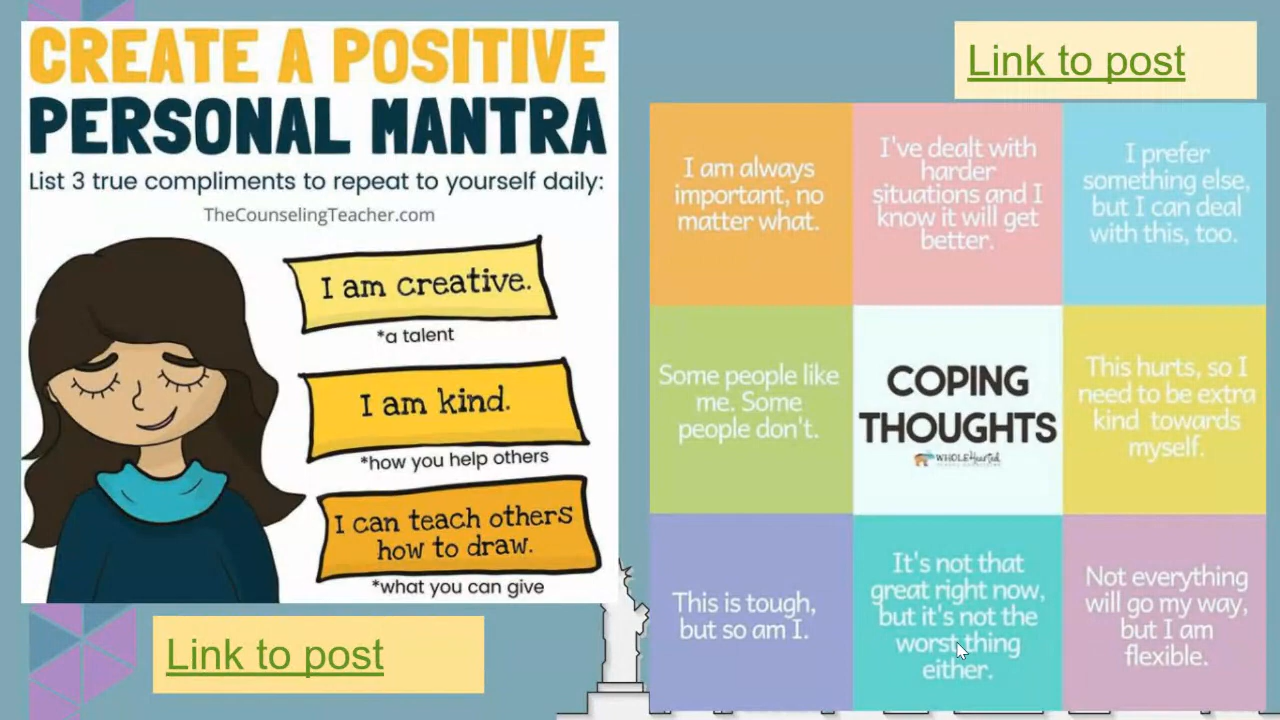 CREATE A POSITIVE
PERSONAL MANTRA
List 3 true compliments to repeat to yourself daily:
TheCounselingTeacher.com
I am creative.
*a talent
I am kind.
*how you help others
I can teach others
how to draw.
*what you can give
Link to post
Link to post
I am always
important, no
matter what.
I've dealt with
harder
situations and I
know it will get
better.
I prefer
something else,
but I can deal
with this, too.
Some people like
me. Some
people don't.
COPING
THOUGHTS
WHOLEHearted
This hurts, so I
need to be extra
kind towards
myself.
This is tough,
but so am I.
It's not that
great right now,
but it's not the
worst thing
either.
Not everything
will go my way,
but I am
flexible.